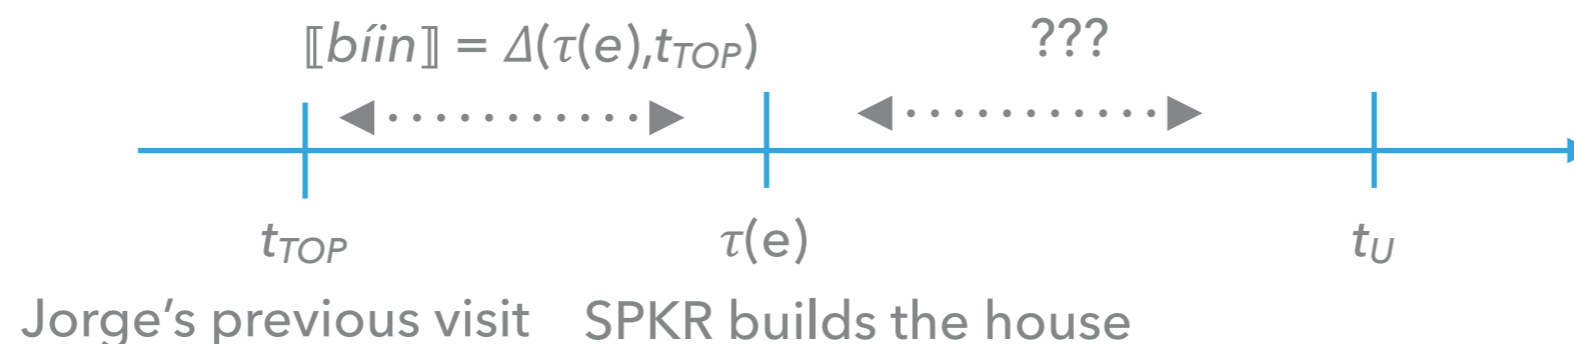 ⟦bíin⟧ = Δ(τ(e),tTOP)
???
tTOP
τ(e)
tU
Jorge's previous visit
SPKR builds the house